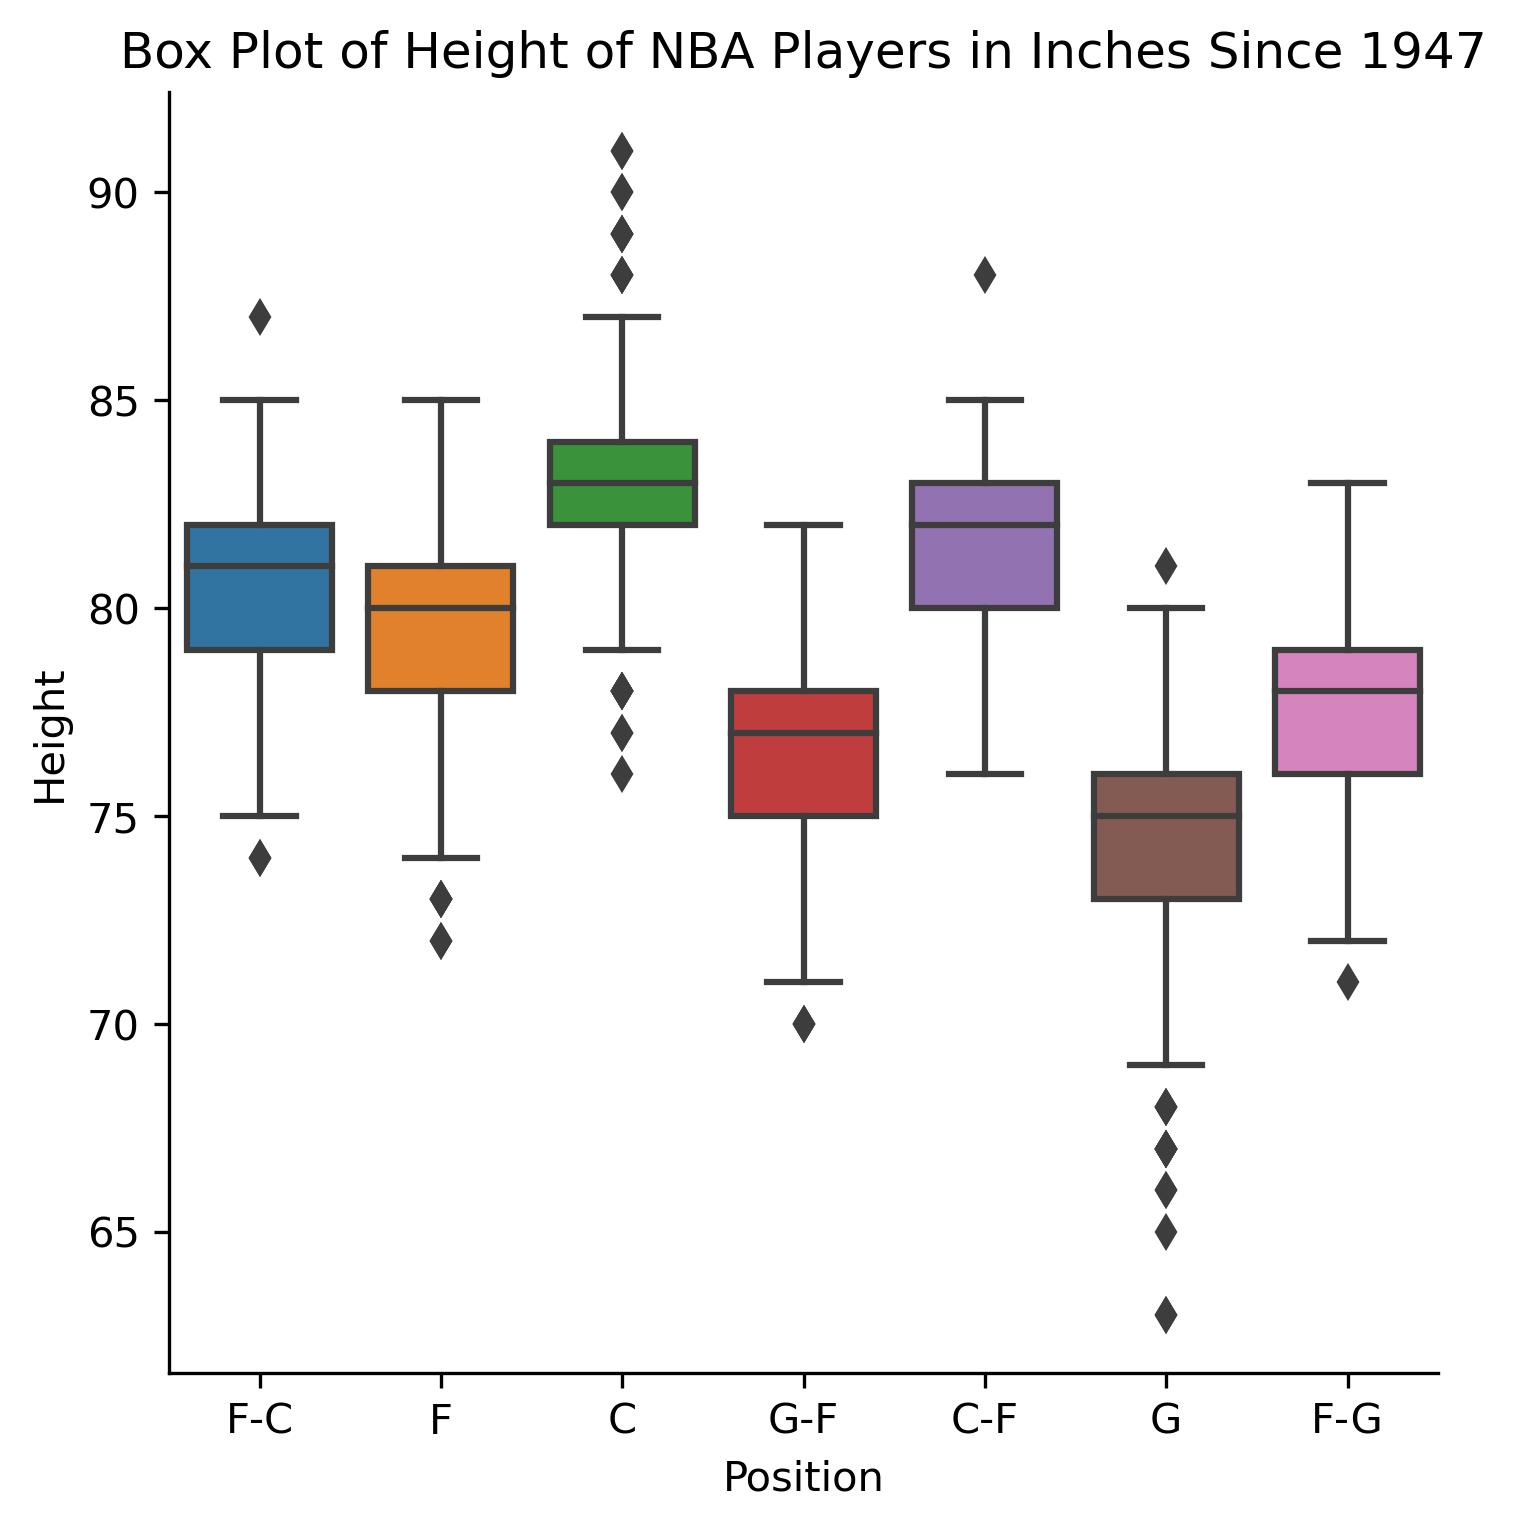 Box Plot of Height of NBA Players in Inches Since 1947
90
85
80
75
70
65
Height
F-C F C G-F C-F G F-G
Position